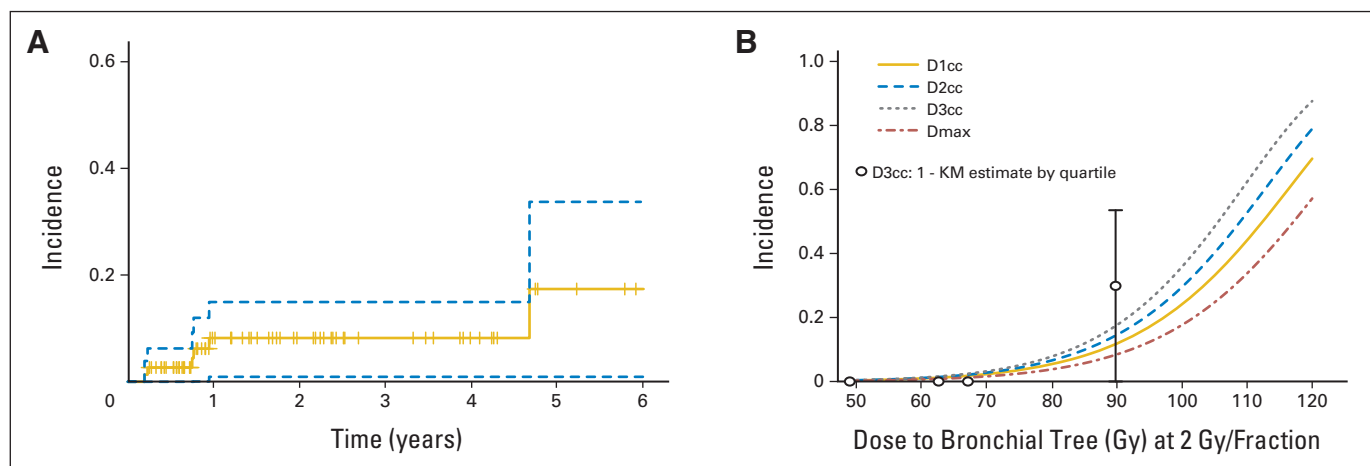 A
0.6
0.4
0.2
0
1
2
3
4
5
6
Incidence
Time (years)
B
1.0
0.8
0.6
0.4
0.2
0
50
60
70
80
90
100
110
120
D1cc
D2cc
D3cc
Dmax
D3cc: 1 - KM estimate by quartile
Incidence
Dose to Bronchial Tree (Gy) at 2 Gy/Fraction